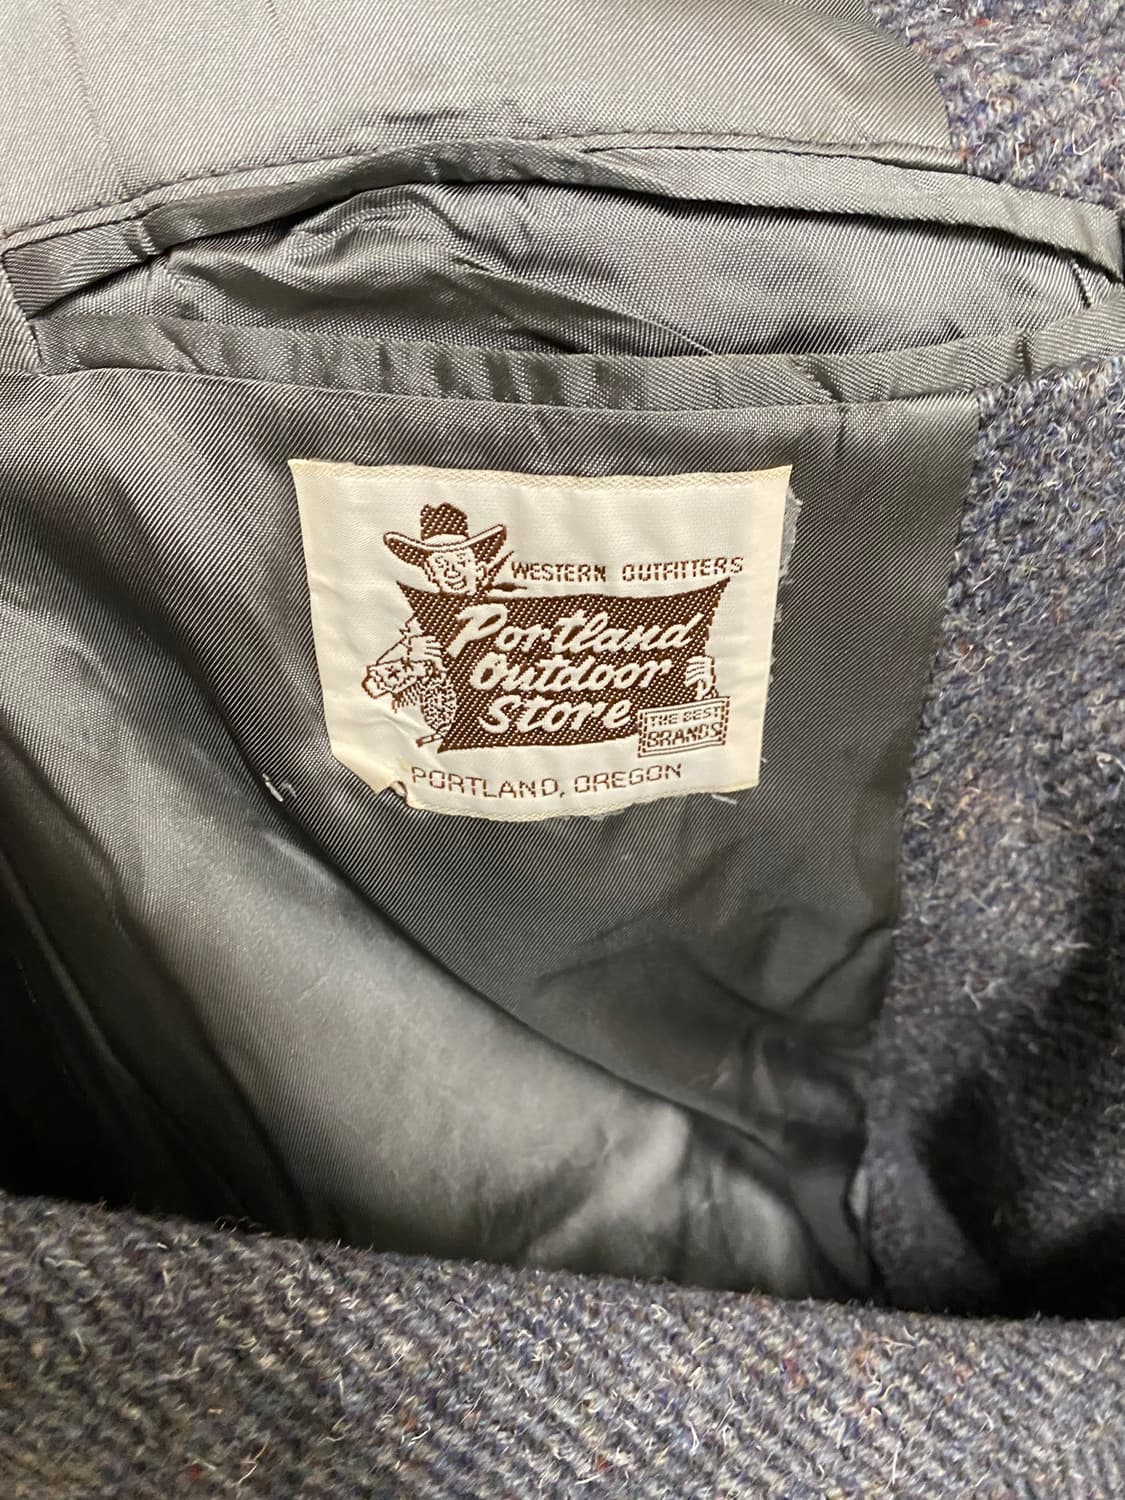 WESTERN OUTFITTERS
Portland
Outdoor
Store
THE BEST
BRANDS
PORTLAND, OREGON